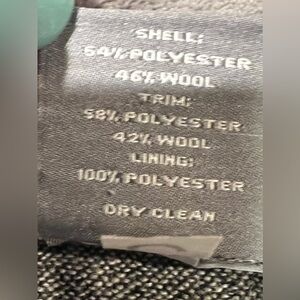 SHELL:
54% POLYESTER
46% WOOL
TRIM:
58% POLYESTER
42% WOOL
LINING:
100% POLYESTER
DRY CLEAN